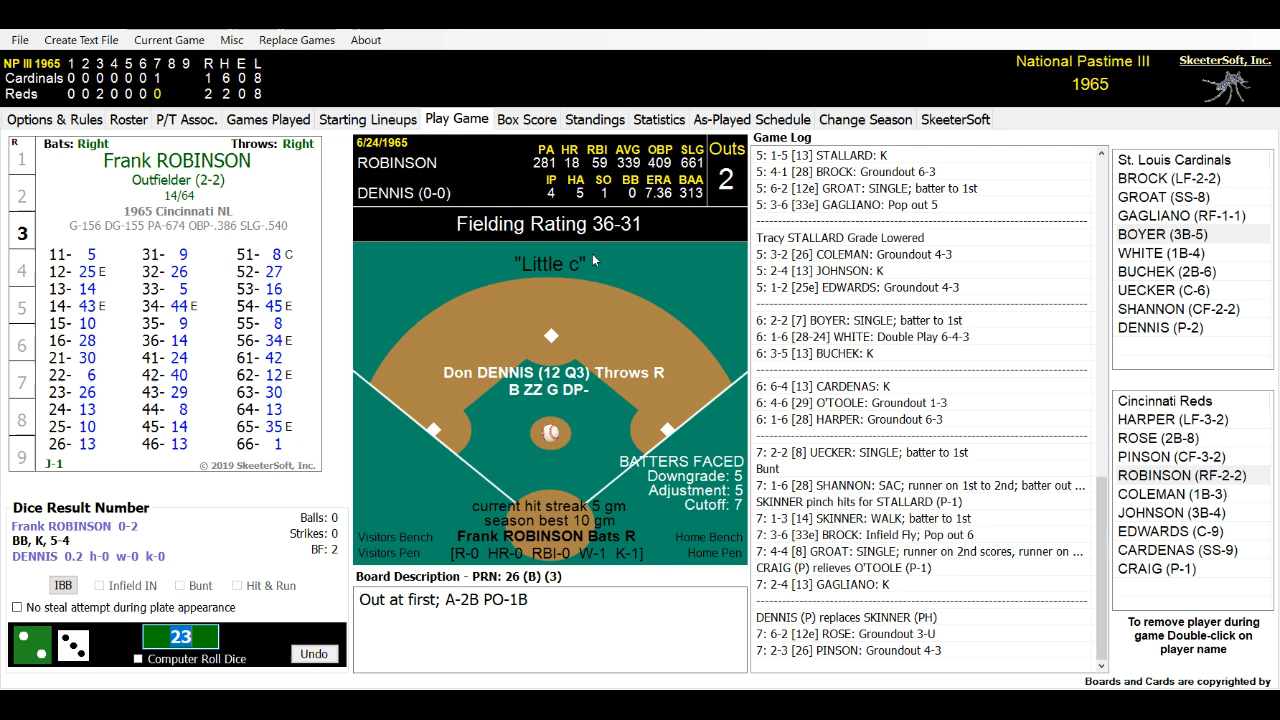 File Create Text File Current Game Misc Replace Games About
NP III 1965 1 2 3 4 5 6 7 8 9 R H E L
Cardinals 0 0 0 0 0 0 1 1 6 0 8
Reds 0 0 2 0 0 0 0 2 2 0 8
National Pastime III
1965
SkeeterSoft, Inc.
Options & Rules Roster P/T Assoc. Games Played Starting Lineups Play Game Box Score Standings Statistics As-Played Schedule Change Season SkeeterSoft
R
1
2
3
4
5
6
7
8
9
Bats: Right Throws: Right
Frank ROBINSON
Outfielder (2-2)
14/64
1965 Cincinnati NL
G-156 DG-155 PA-674 OBP-.386 SLG-.540
11- 5 31- 9 51- 8 C
12- 25 E 32- 26 52- 27
13- 14 33- 5 53- 16
14- 43 E 34- 44 E 54- 45 E
15- 10 35- 9 55- 8
16- 28 36- 14 56- 34 E
21- 30 41- 24 61- 42
22- 6 42- 40 62- 12 E
23- 26 43- 29 63- 30
24- 13 44- 8 64- 13
25- 10 45- 14 65- 35 E
26- 13 46- 13 66- 1
J-1 © 2019 SkeeterSoft, Inc.
Dice Result Number
Frank ROBINSON 0-2
BB, K, 5-4
DENNIS 0.2 h-0 w-0 k-0
Balls: 0
Strikes: 0
BF: 2
IBB Infield IN Bunt Hit & Run
No steal attempt during plate appearance
23
Computer Roll Dice
Undo
6/24/1965 PA HR RBI AVG OBP SLG
ROBINSON 281 18 59 339 409 661
IP HA SO BB ERA BAA
DENNIS (0-0) 4 5 1 0 7.36 313
Outs
2
Fielding Rating 36-31
"Little c"
Don DENNIS (12 Q3) Throws R
B ZZ G DP-
BATTERS FACED
Downgrade: 5
Adjustment: 5
Cutoff: 7
current hit streak 5 gm
season best 10 gm
Visitors Bench Frank ROBINSON Bats R Home Bench
Visitors Pen [R-0 HR-0 RBI-0 W-1 K-1] Home Pen
Board Description - PRN: 26 (B) (3)
Out at first; A-2B PO-1B
Game Log
5: 1-5 [13] STALLARD: K
5: 4-1 [28] BROCK: Groundout 6-3
5: 6-2 [12e] GROAT: SINGLE; batter to 1st
5: 3-6 [33e] GAGLIANO: Pop out 5
Tracy STALLARD Grade Lowered
5: 3-2 [26] COLEMAN: Groundout 4-3
5: 2-4 [13] JOHNSON: K
5: 1-2 [25e] EDWARDS: Groundout 4-3
6: 2-2 [7] BOYER: SINGLE; batter to 1st
6: 1-6 [28-24] WHITE: Double Play 6-4-3
6: 3-5 [13] BUCHEK: K
6: 6-4 [13] CARDENAS: K
6: 4-6 [29] O'TOOLE: Groundout 1-3
6: 1-6 [28] HARPER: Groundout 6-3
7: 2-2 [8] UECKER: SINGLE; batter to 1st
Bunt
7: 1-6 [28] SHANNON: SAC; runner on 1st to 2nd; batter out ...
SKINNER pinch hits for STALLARD (P-1)
7: 1-3 [14] SKINNER: WALK; batter to 1st
7: 3-6 [33e] BROCK: Infield Fly; Pop out 6
7: 4-4 [8] GROAT: SINGLE; runner on 2nd scores, runner on ...
CRAIG (P) relieves O'TOOLE (P-1)
7: 2-4 [13] GAGLIANO: K
DENNIS (P) replaces SKINNER (PH)
7: 6-2 [12e] ROSE: Groundout 3-U
7: 2-3 [26] PINSON: Groundout 4-3
St. Louis Cardinals
BROCK (LF-2-2)
GROAT (SS-8)
GAGLIANO (RF-1-1)
BOYER (3B-5)
WHITE (1B-4)
BUCHEK (2B-6)
UECKER (C-6)
SHANNON (CF-2-2)
DENNIS (P-2)
Cincinnati Reds
HARPER (LF-3-2)
ROSE (2B-8)
PINSON (CF-3-2)
ROBINSON (RF-2-2)
COLEMAN (1B-3)
JOHNSON (3B-4)
EDWARDS (C-9)
CARDENAS (SS-9)
CRAIG (P-1)
To remove player during
game Double-click on
player name
Boards and Cards are copyrighted by